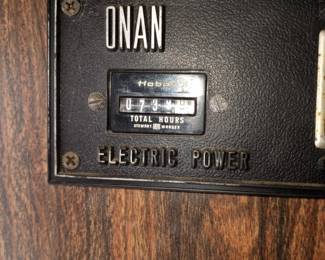 ONAN
Hobbs
TOTAL HOURS
STEWART WARNER
ELECTRIC POWER